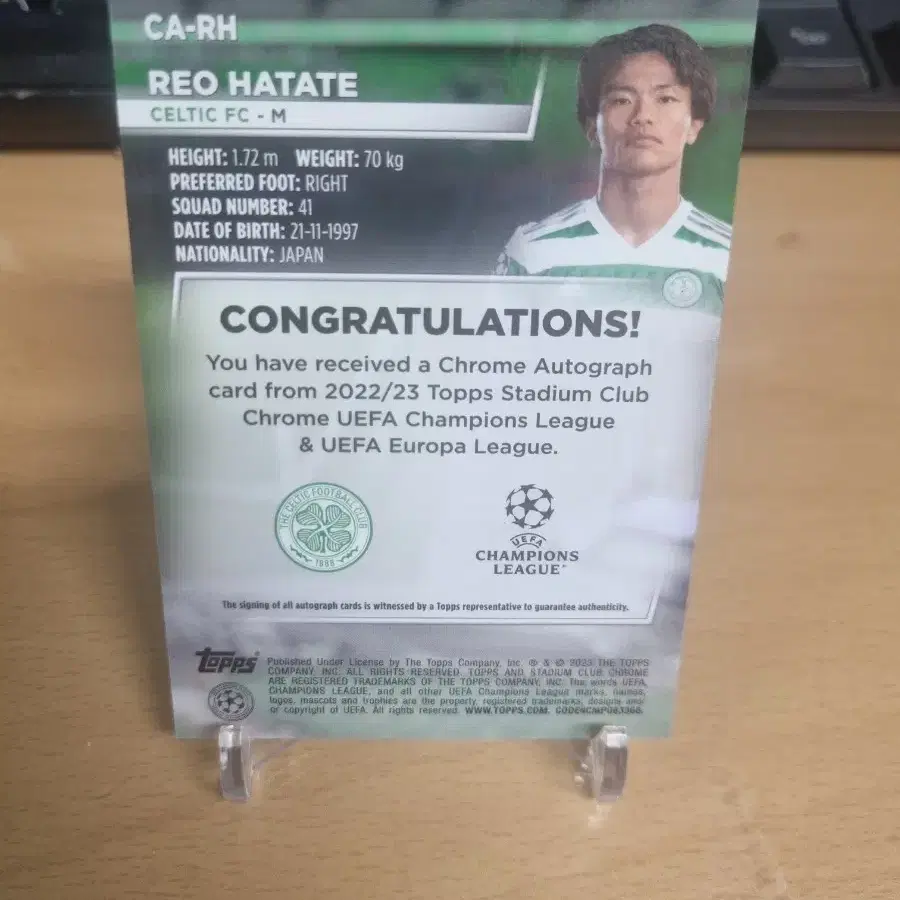 CA-RH
REO HATATE
CELTIC FC - M
HEIGHT: 1.72 m WEIGHT: 70 kg
PREFERRED FOOT: RIGHT
SQUAD NUMBER: 41
DATE OF BIRTH: 21-11-1997
NATIONALITY: JAPAN
CONGRATULATIONS!
You have received a Chrome Autograph
card from 2022/23 Topps Stadium Club
Chrome UEFA Champions League
& UEFA Europa League.
THE CELTIC FOOTBALL CLUB
1888
UEFA
CHAMPIONS
LEAGUE
The signing of all autograph cards is witnessed by a Topps representative to guarantee authenticity.
topps
Published Under License by The Topps Company, Inc. ® & © 2023 THE TOPPS
COMPANY, INC. ALL RIGHTS RESERVED. TOPPS AND STADIUM CLUB CHROME
ARE REGISTERED TRADEMARKS OF THE TOPPS COMPANY, INC. The words UEFA,
CHAMPIONS LEAGUE, and all other UEFA Champions League marks, names,
logos, mascots and trophies are the property, registered trademarks, designs and/
or copyright of UEFA. All rights reserved. WWW.TOPPS.COM.